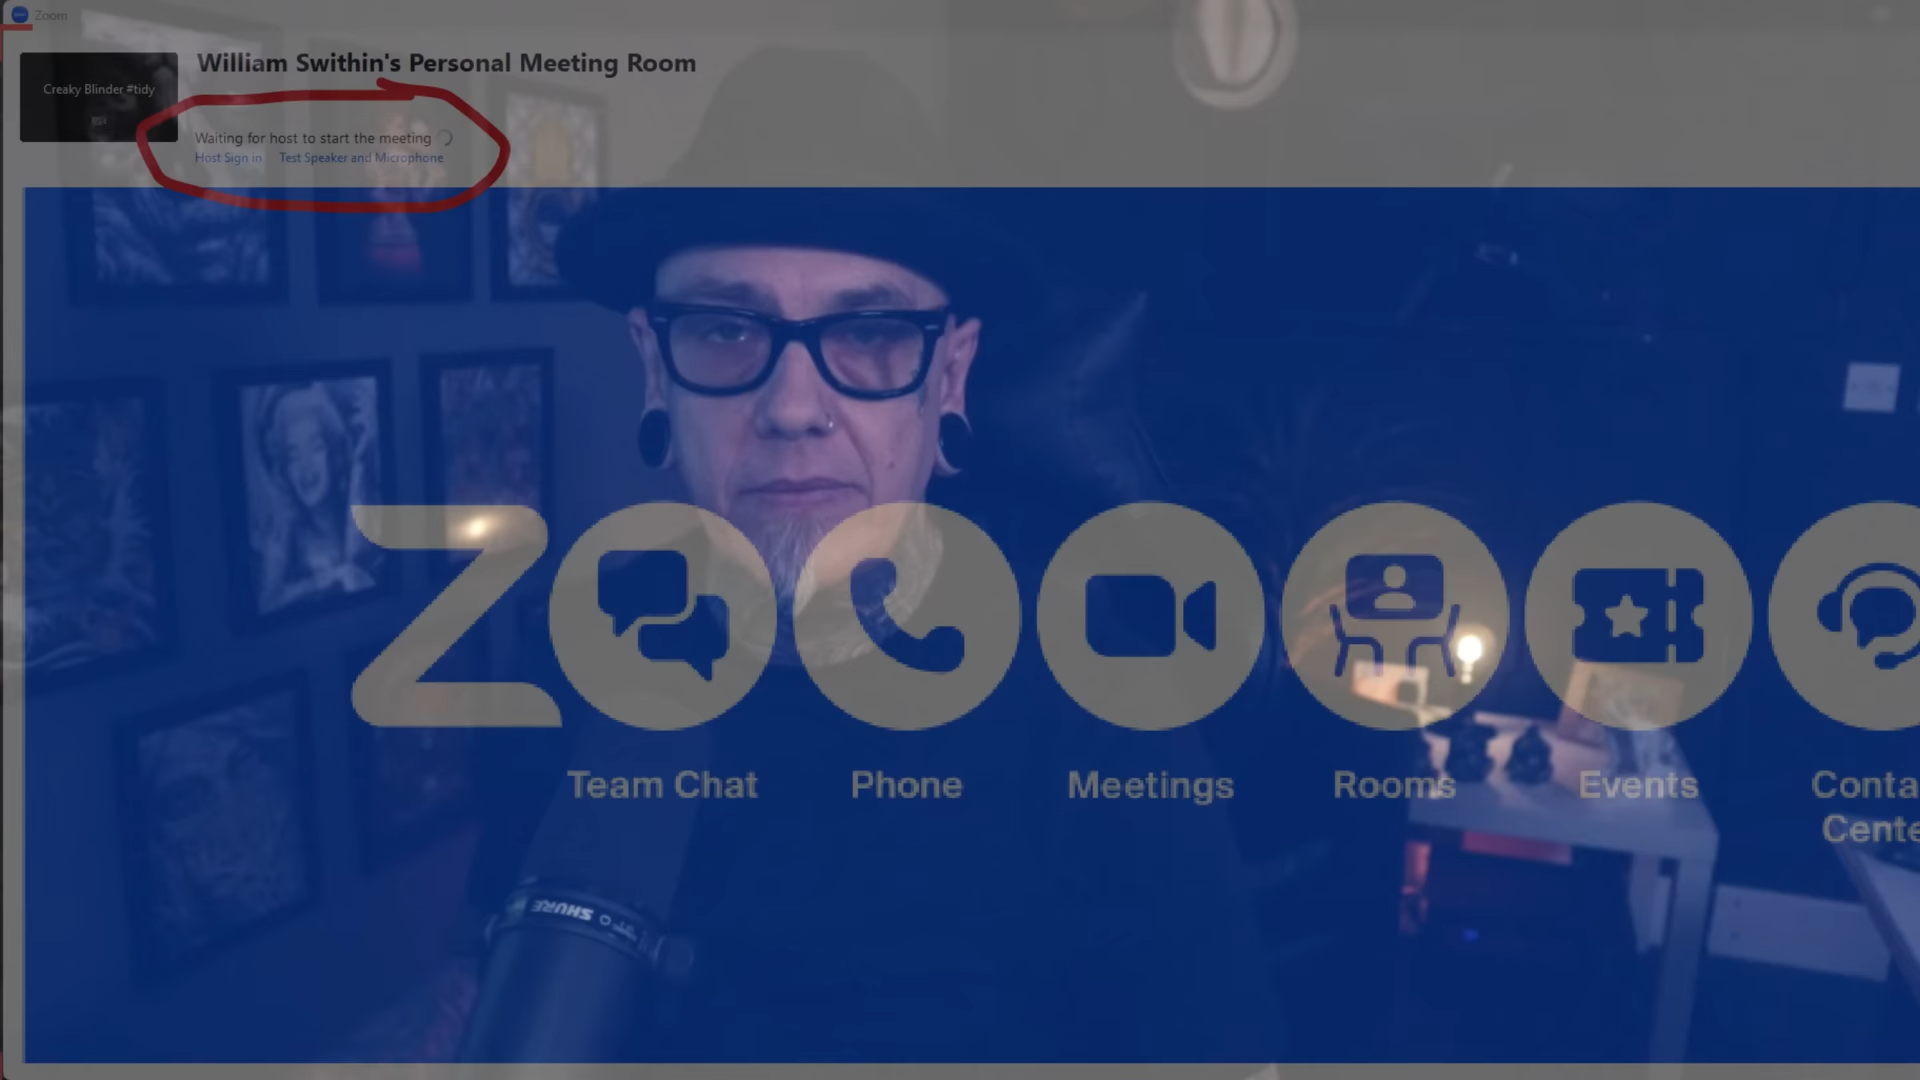 Zoom
William Swithin's Personal Meeting Room
Creaky Blinder #tidy
Waiting for host to start the meeting
Host Sign in Test Speaker and Microphone
Team Chat
Phone
Meetings
Rooms
Events
Conta
Cente
SHURE